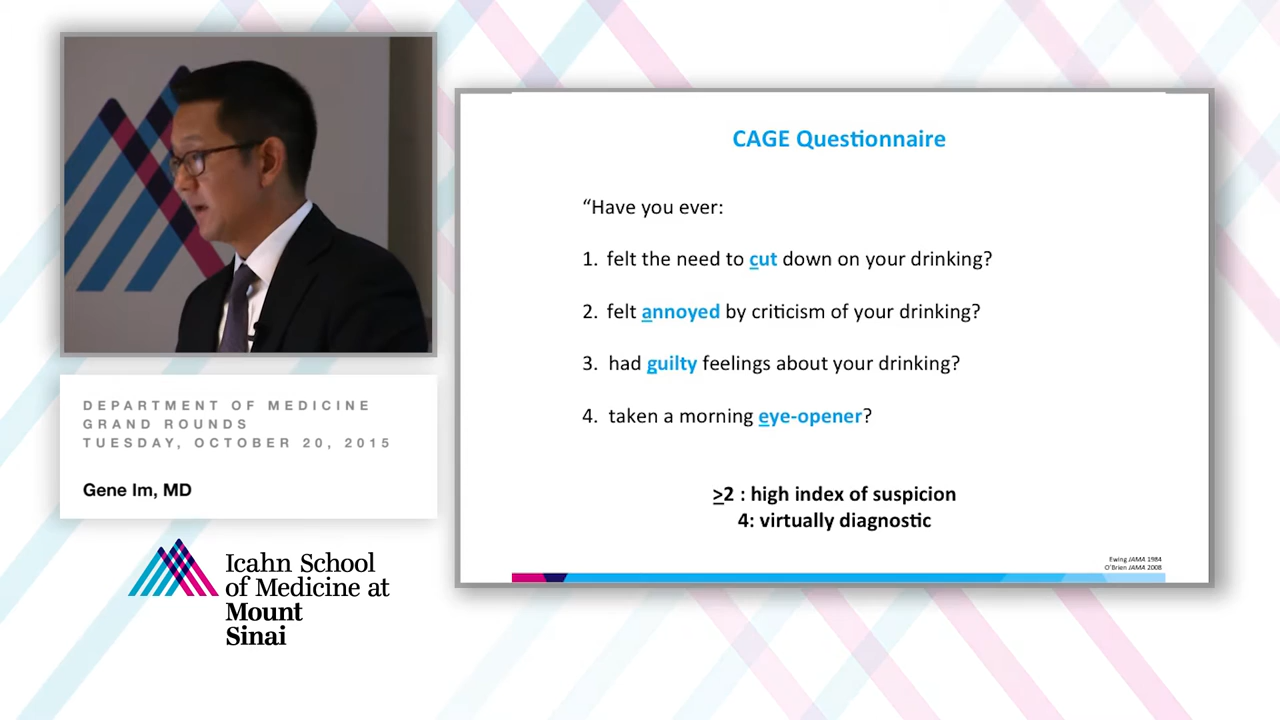 DEPARTMENT OF MEDICINE
GRAND ROUNDS
TUESDAY, OCTOBER 20, 2015
Gene Im, MD
Icahn School
of Medicine at
Mount
Sinai
CAGE Questionnaire
“Have you ever:
1. felt the need to cut down on your drinking?
2. felt annoyed by criticism of your drinking?
3. had guilty feelings about your drinking?
4. taken a morning eye-opener?
≥2 : high index of suspicion
4: virtually diagnostic
Ewing JAMA 1984
O'Brien JAMA 2008